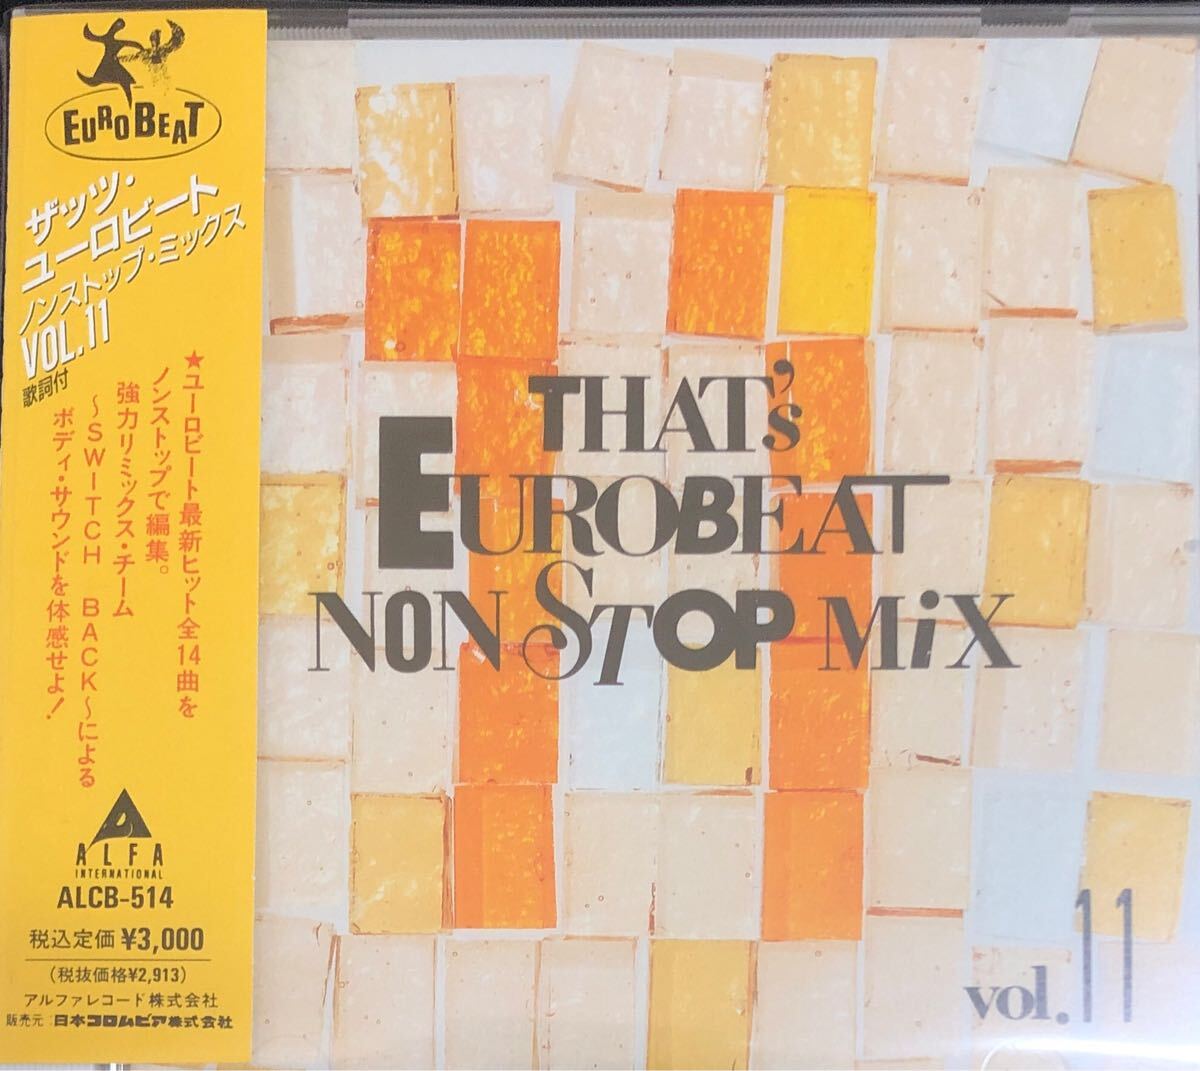 EUROBEAT
ザッツ・
ユーロビート
ノンストップ・ミックス
VOL.11
歌詞付
★ユーロビート最新ヒット全14曲を
ノンストップで編集。
強力リミックス・チーム
～SWITCH BACK～による
ボディ・サウンドを体感せよ!
ALFA
INTERNATIONAL
ALCB-514
税込定価 ¥3,000
(税抜価格¥2,913)
アルファレコード株式会社
販売元:日本コロムビア株式会社
THAT's
EUROBEAT
NON STOP MiX
vol.11